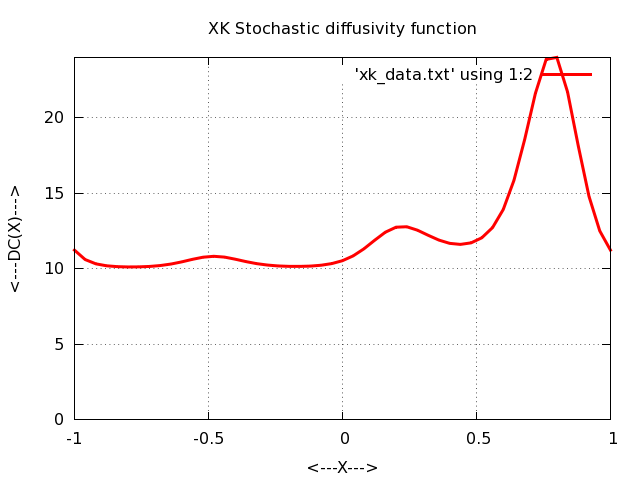 XK Stochastic diffusivity function
'xk_data.txt' using 1:2
20
15
10
5
0
<---DC(X)--->
-1 -0.5 0 0.5 1
<---X--->